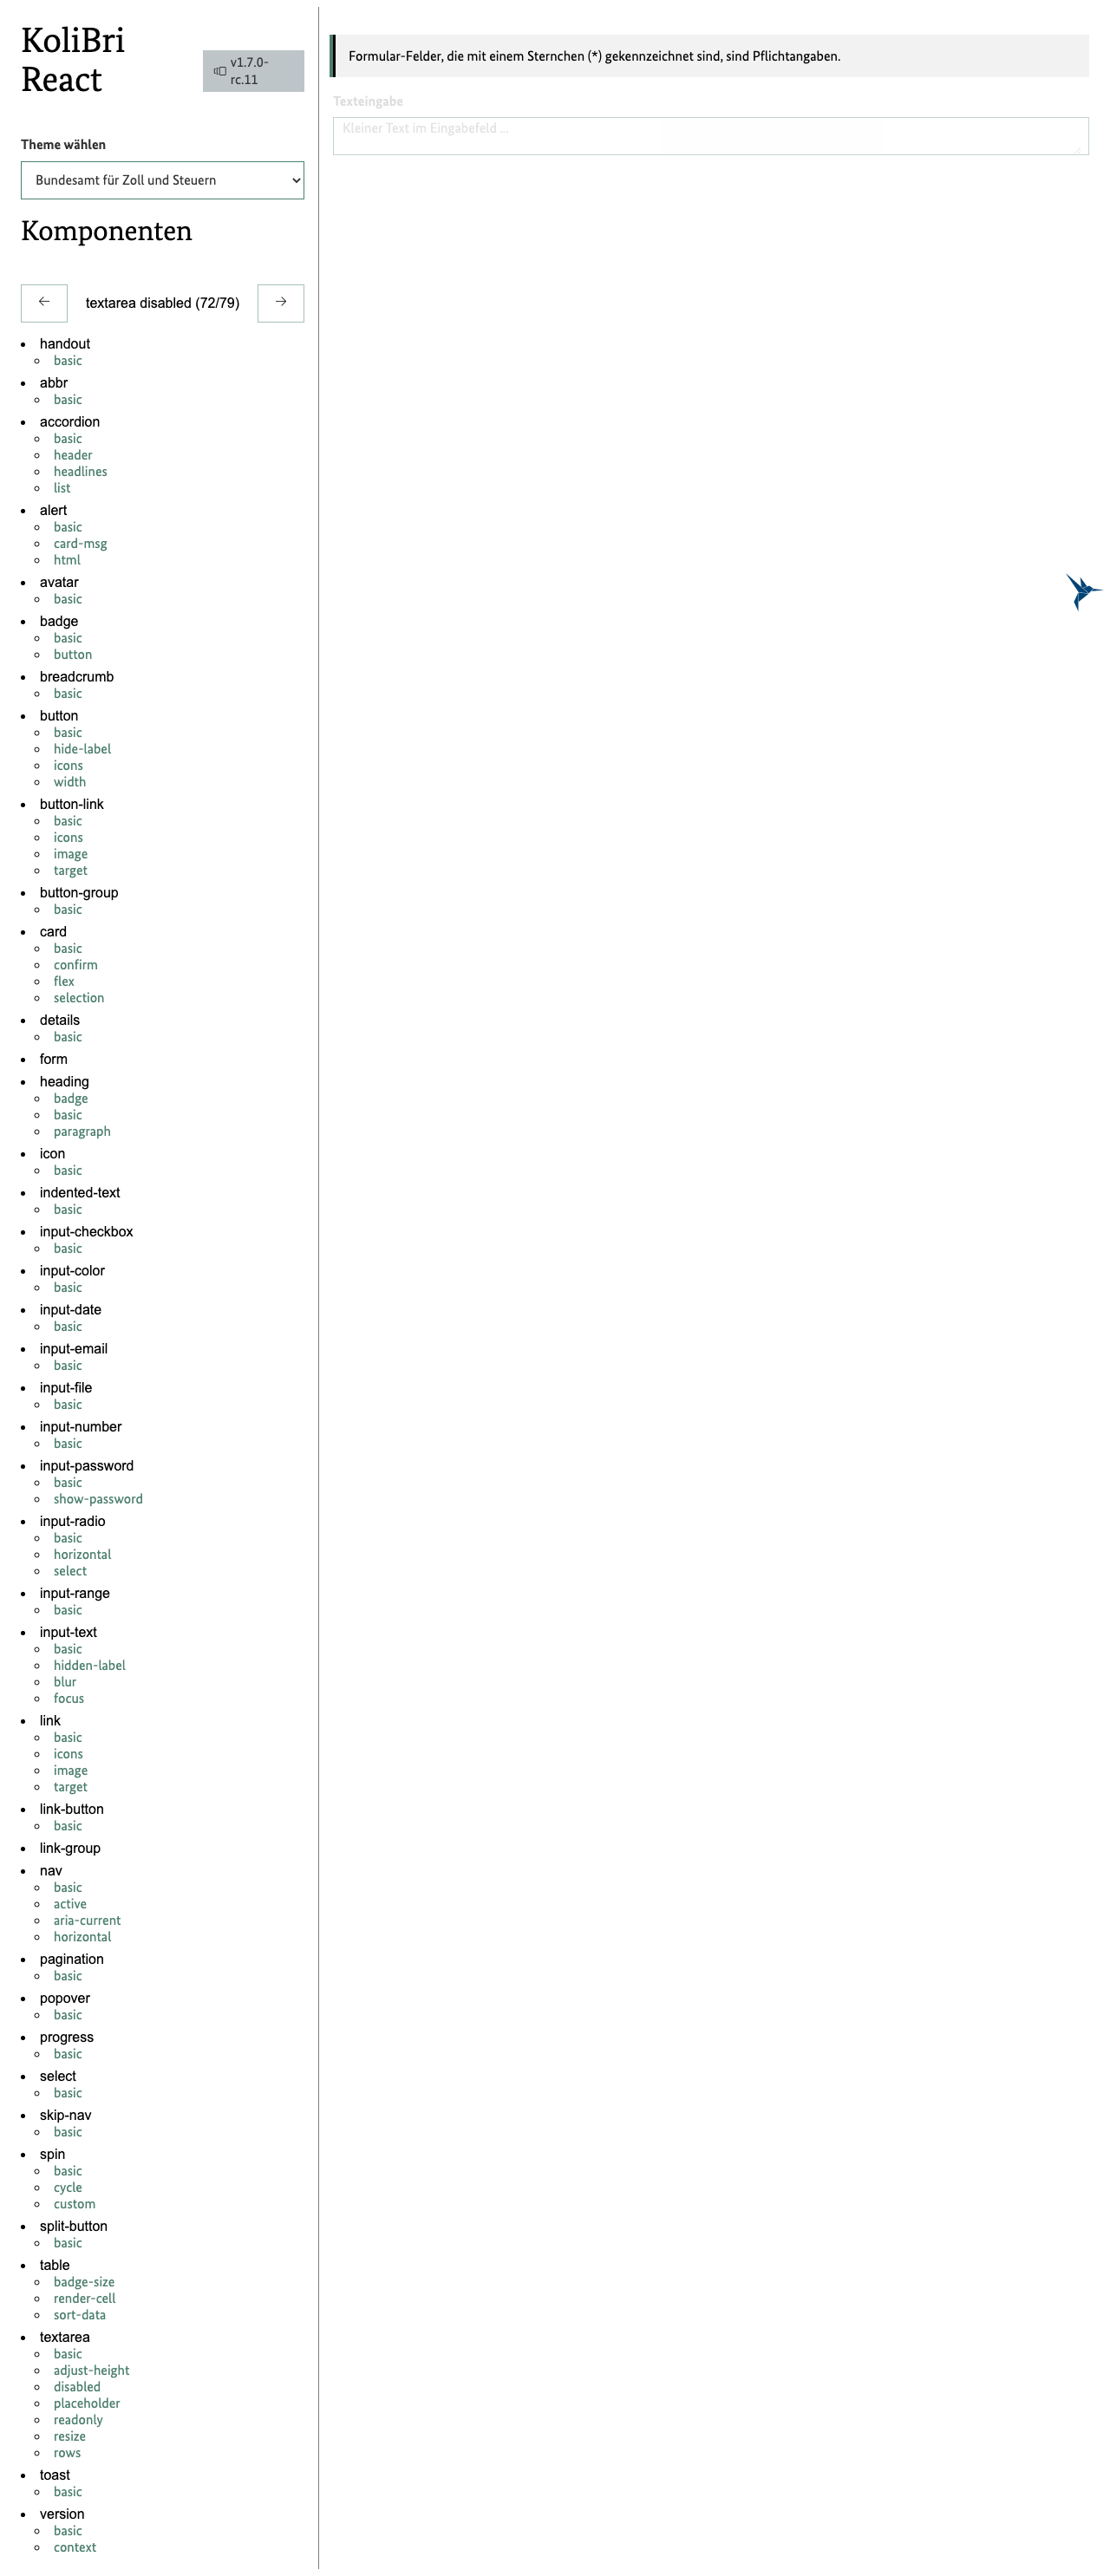 KoliBri
React
v1.7.0-
rc.11
Theme wählen
Bundesamt für Zoll und Steuern
Komponenten
← textarea disabled (72/79) →
handout
basic
abbr
basic
accordion
basic
header
headlines
list
alert
basic
card-msg
html
avatar
basic
badge
basic
button
breadcrumb
basic
button
basic
hide-label
icons
width
button-link
basic
icons
image
target
button-group
basic
card
basic
confirm
flex
selection
details
basic
form
heading
badge
basic
paragraph
icon
basic
indented-text
basic
input-checkbox
basic
input-color
basic
input-date
basic
input-email
basic
input-file
basic
input-number
basic
input-password
basic
show-password
input-radio
basic
horizontal
select
input-range
basic
input-text
basic
hidden-label
blur
focus
link
basic
icons
image
target
link-button
basic
link-group
nav
basic
active
aria-current
horizontal
pagination
basic
popover
basic
progress
basic
select
basic
skip-nav
basic
spin
basic
cycle
custom
split-button
basic
table
badge-size
render-cell
sort-data
textarea
basic
adjust-height
disabled
placeholder
readonly
resize
rows
toast
basic
version
basic
context
Formular-Felder, die mit einem Sternchen (*) gekennzeichnet sind, sind Pflichtangaben.
Texteingabe
Kleiner Text im Eingabefeld ...